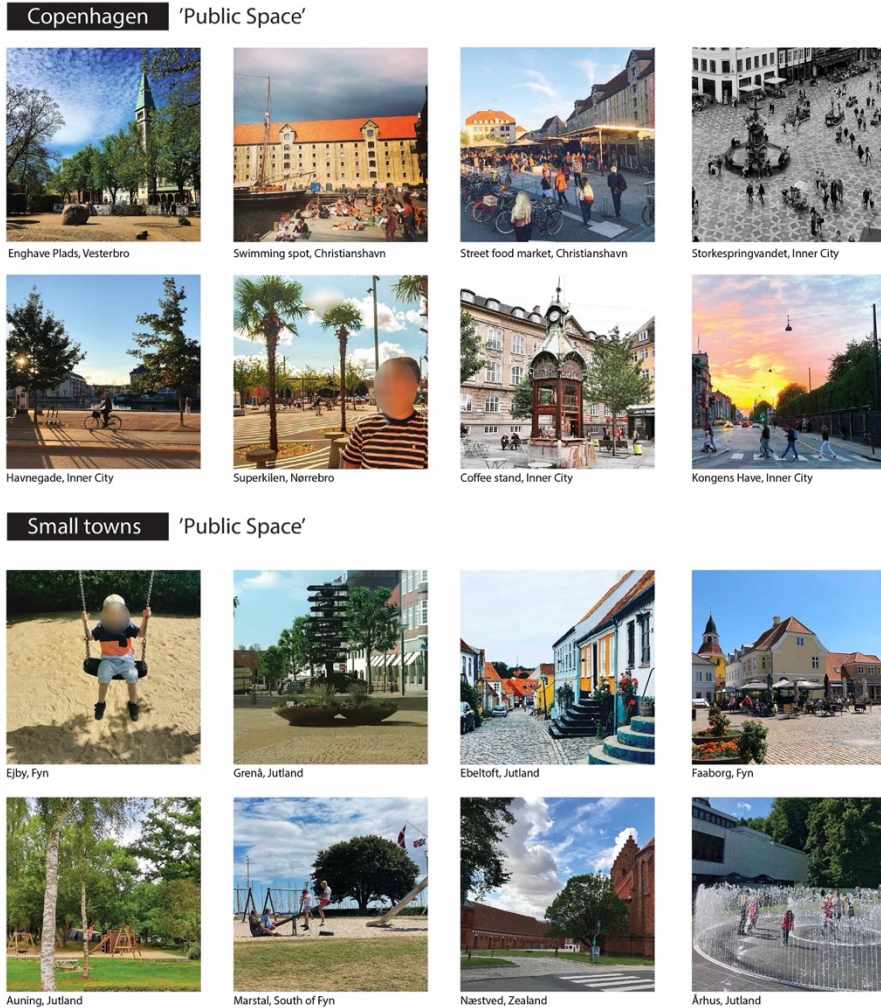 Copenhagen 'Public Space'
Enghave Plads, Vesterbro
Swimming spot, Christianshavn
Street food market, Christianshavn
Storkespringvandet, Inner City
Havnegade, Inner City
Superkilen, Nørrebro
Coffee stand, Inner City
Kongens Have, Inner City
Small towns 'Public Space'
Ejby, Fyn
Grenå, Jutland
Ebeltoft, Jutland
Faaborg, Fyn
Auning, Jutland
Marstal, South of Fyn
Næstved, Zealand
Århus, Jutland